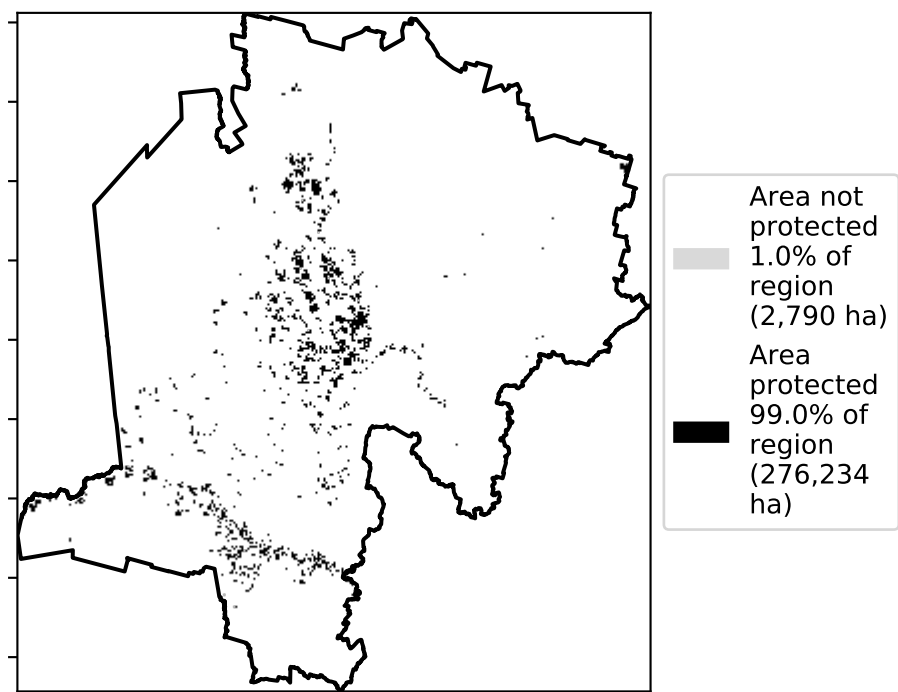 Area not
protected
1.0% of
region
(2,790 ha)
Area
protected
99.0% of
region
(276,234
ha)